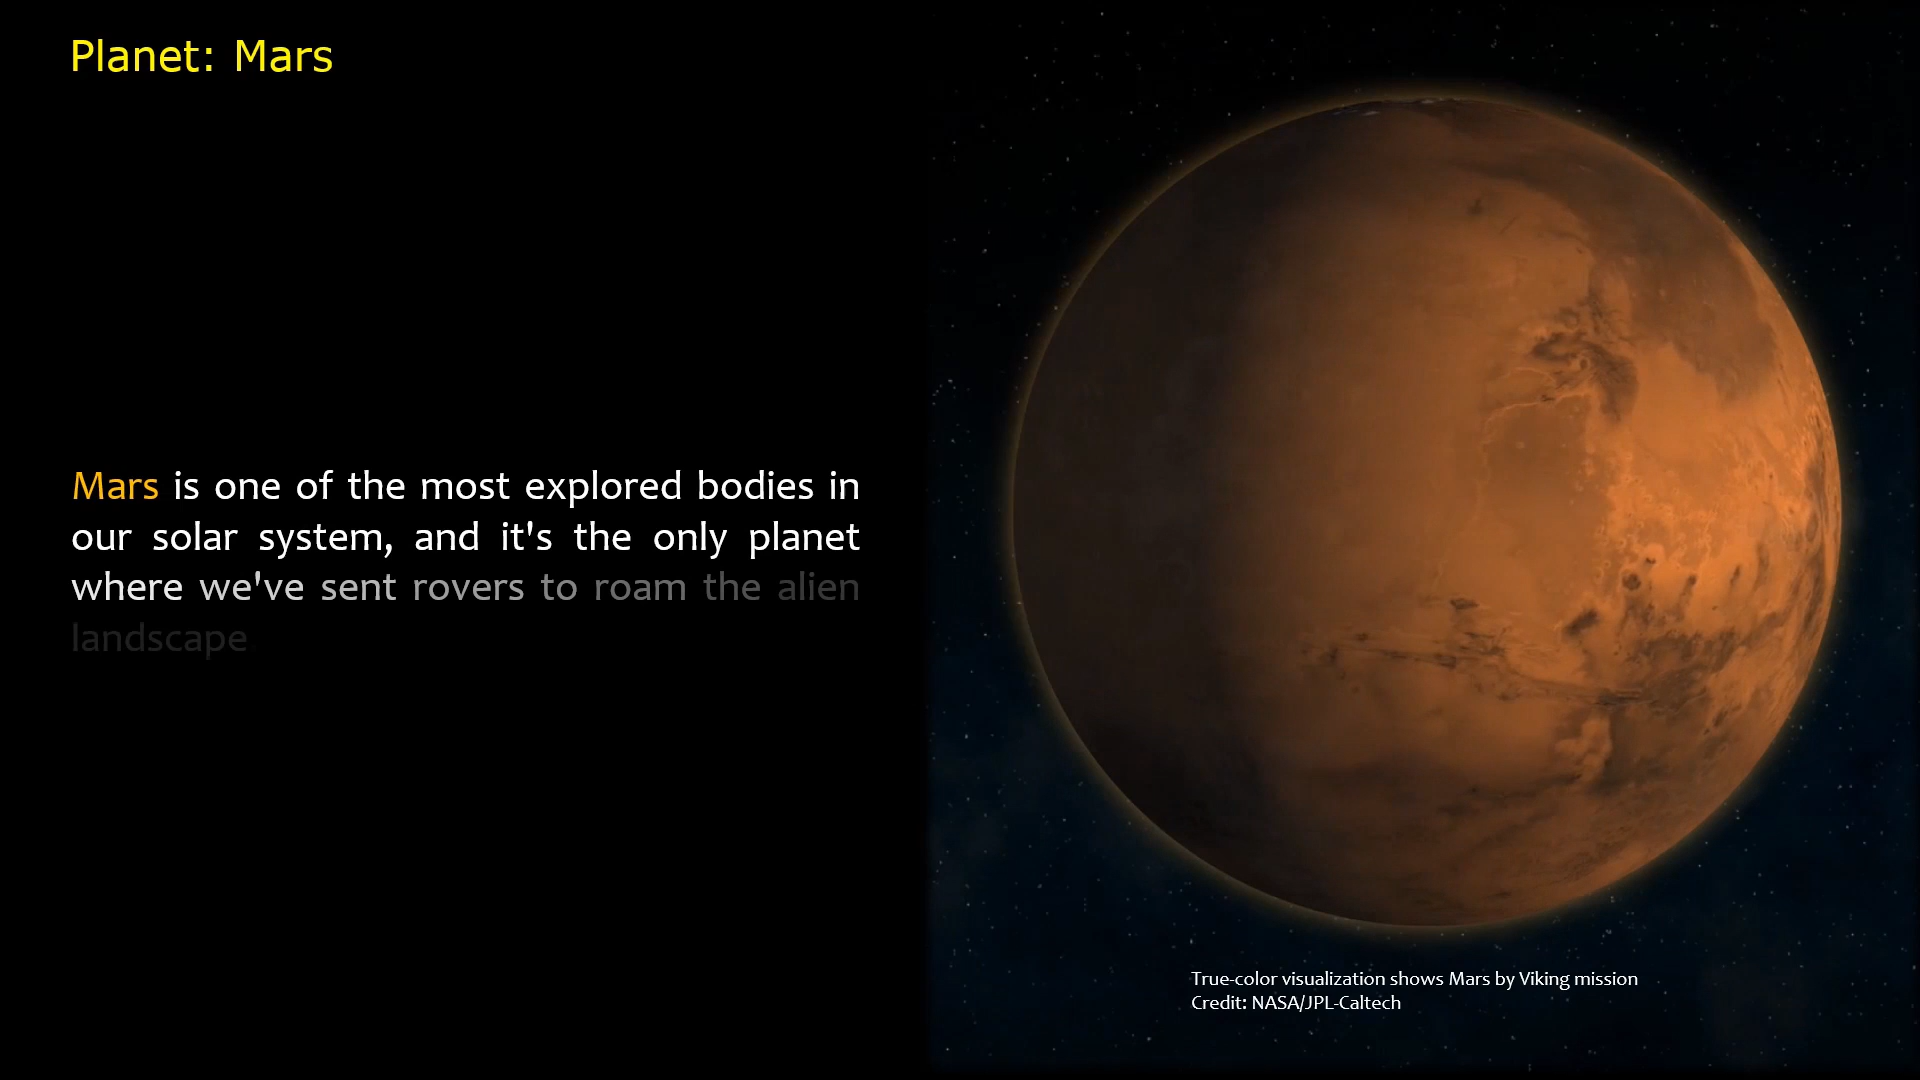 Planet: Mars
Mars is one of the most explored bodies in
our solar system, and it's the only planet
where we've sent rovers to roam the alien
landscape
True-color visualization shows Mars by Viking mission
Credit: NASA/JPL-Caltech